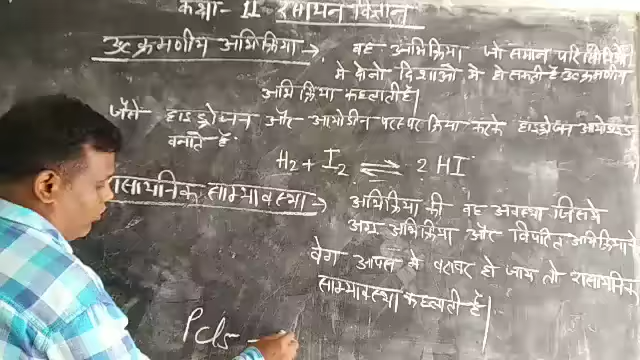 कक्षा - 11 रसायन विज्ञान
उत्क्रमणीय अभिक्रिया → वह अभिक्रिया जो समान परिस्थितियों
मे दोनो दिशाओ मे हो सकती है उत्क्रमणीय
अभिक्रिया कहलाती है।
जैसे हाइड्रोजन और आयोडीन परस्पर क्रिया करके हाइड्रोजन आयोडाइड
बनाते है.
H₂ + I₂ ⇌ 2 HI
रासायनिक साम्यावस्था → अभिक्रिया की वह अवस्था जिसमे
अग्र अभिक्रिया और विपरित अभिक्रिया के
वेग आपस मे बराबर हो जाय तो रासायनिक
साम्यावस्था कहलाती है।
Pcl5 -